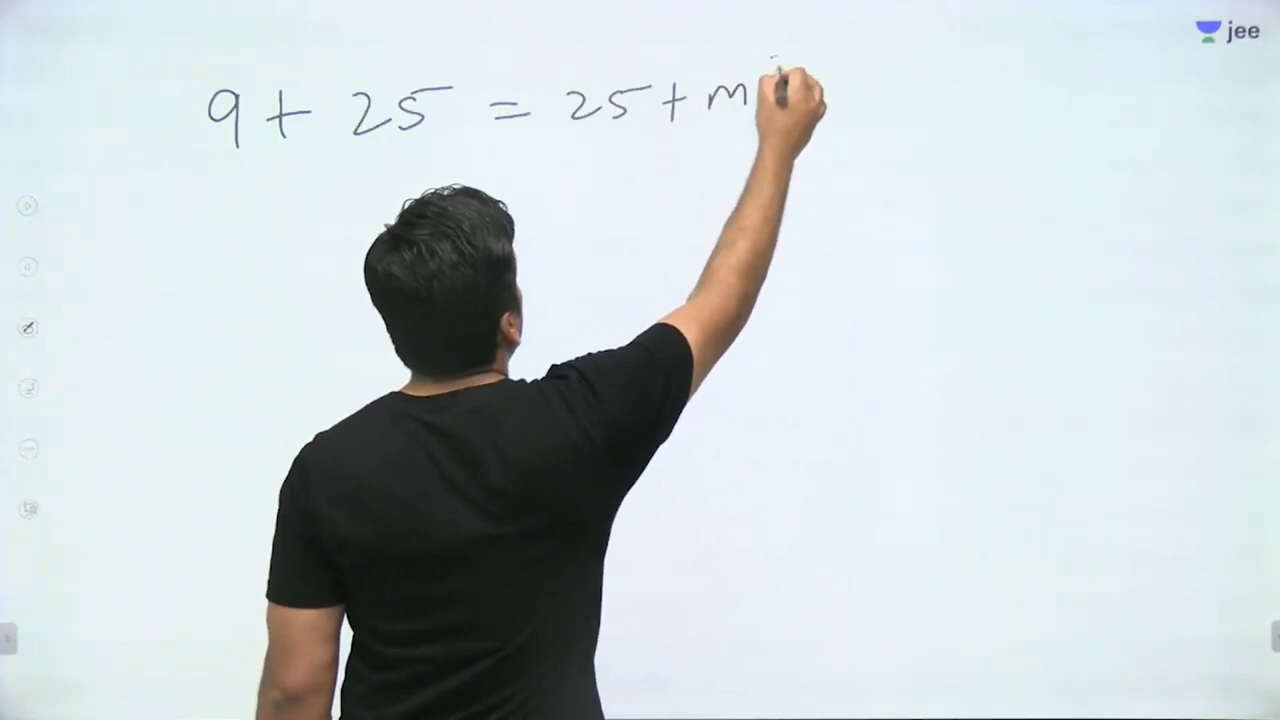 jee
9 + 25 = 25 + m